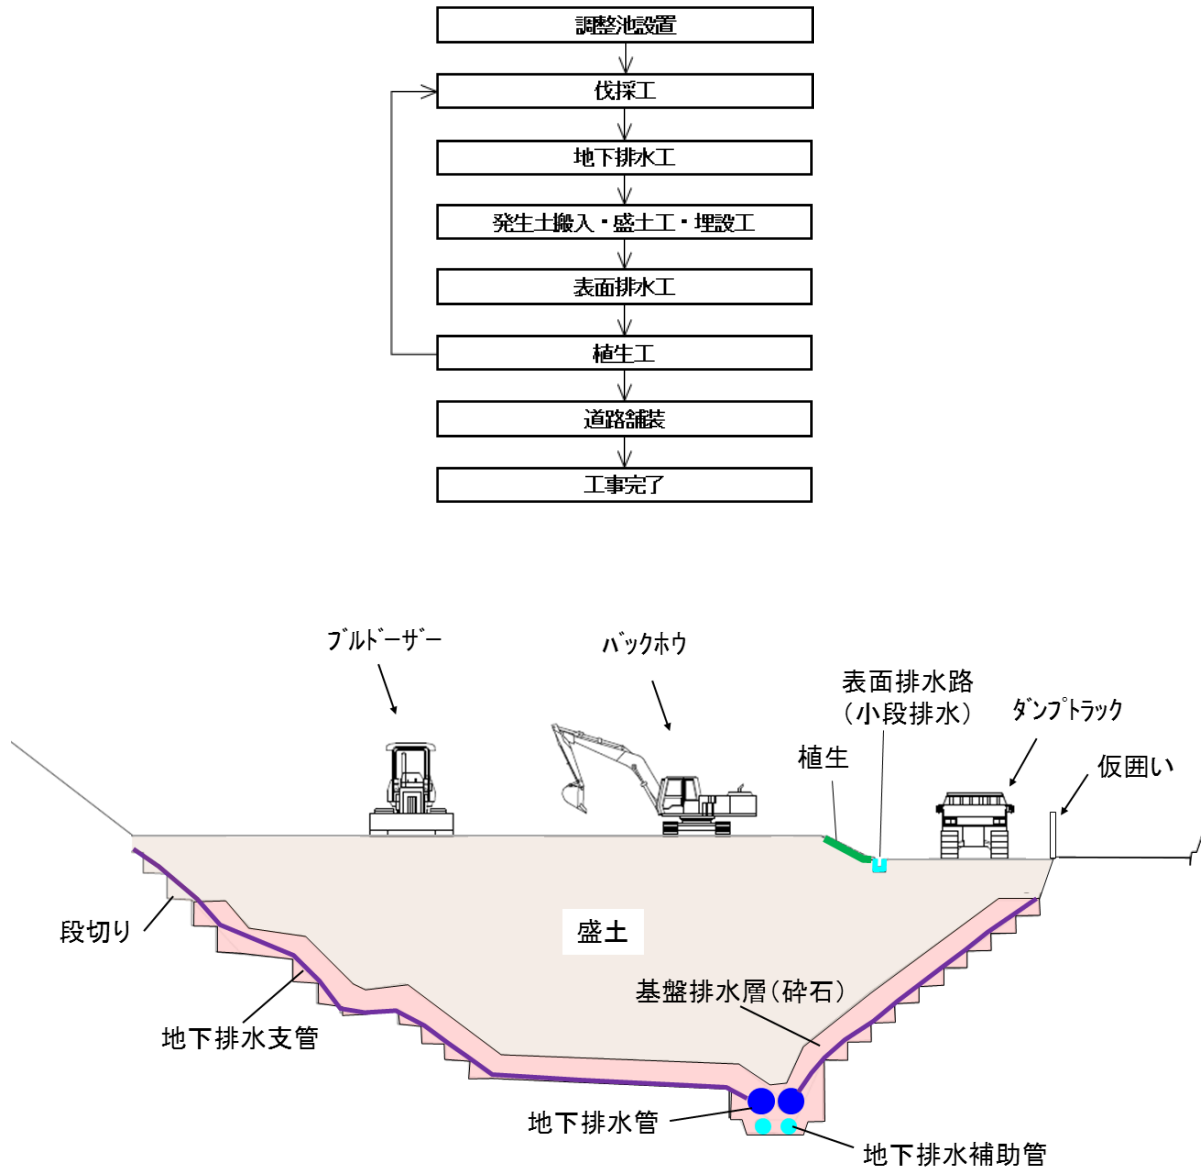 調整池設置
伐採工
地下排水工
発生土搬入・盛土工・埋設工
表面排水工
植生工
道路舗装
工事完了
ブルドーザー
バックホウ
表面排水路
(小段排水)
ダンプトラック
植生
仮囲い
段切り
盛土
基盤排水層(砕石)
地下排水支管
地下排水管
地下排水補助管